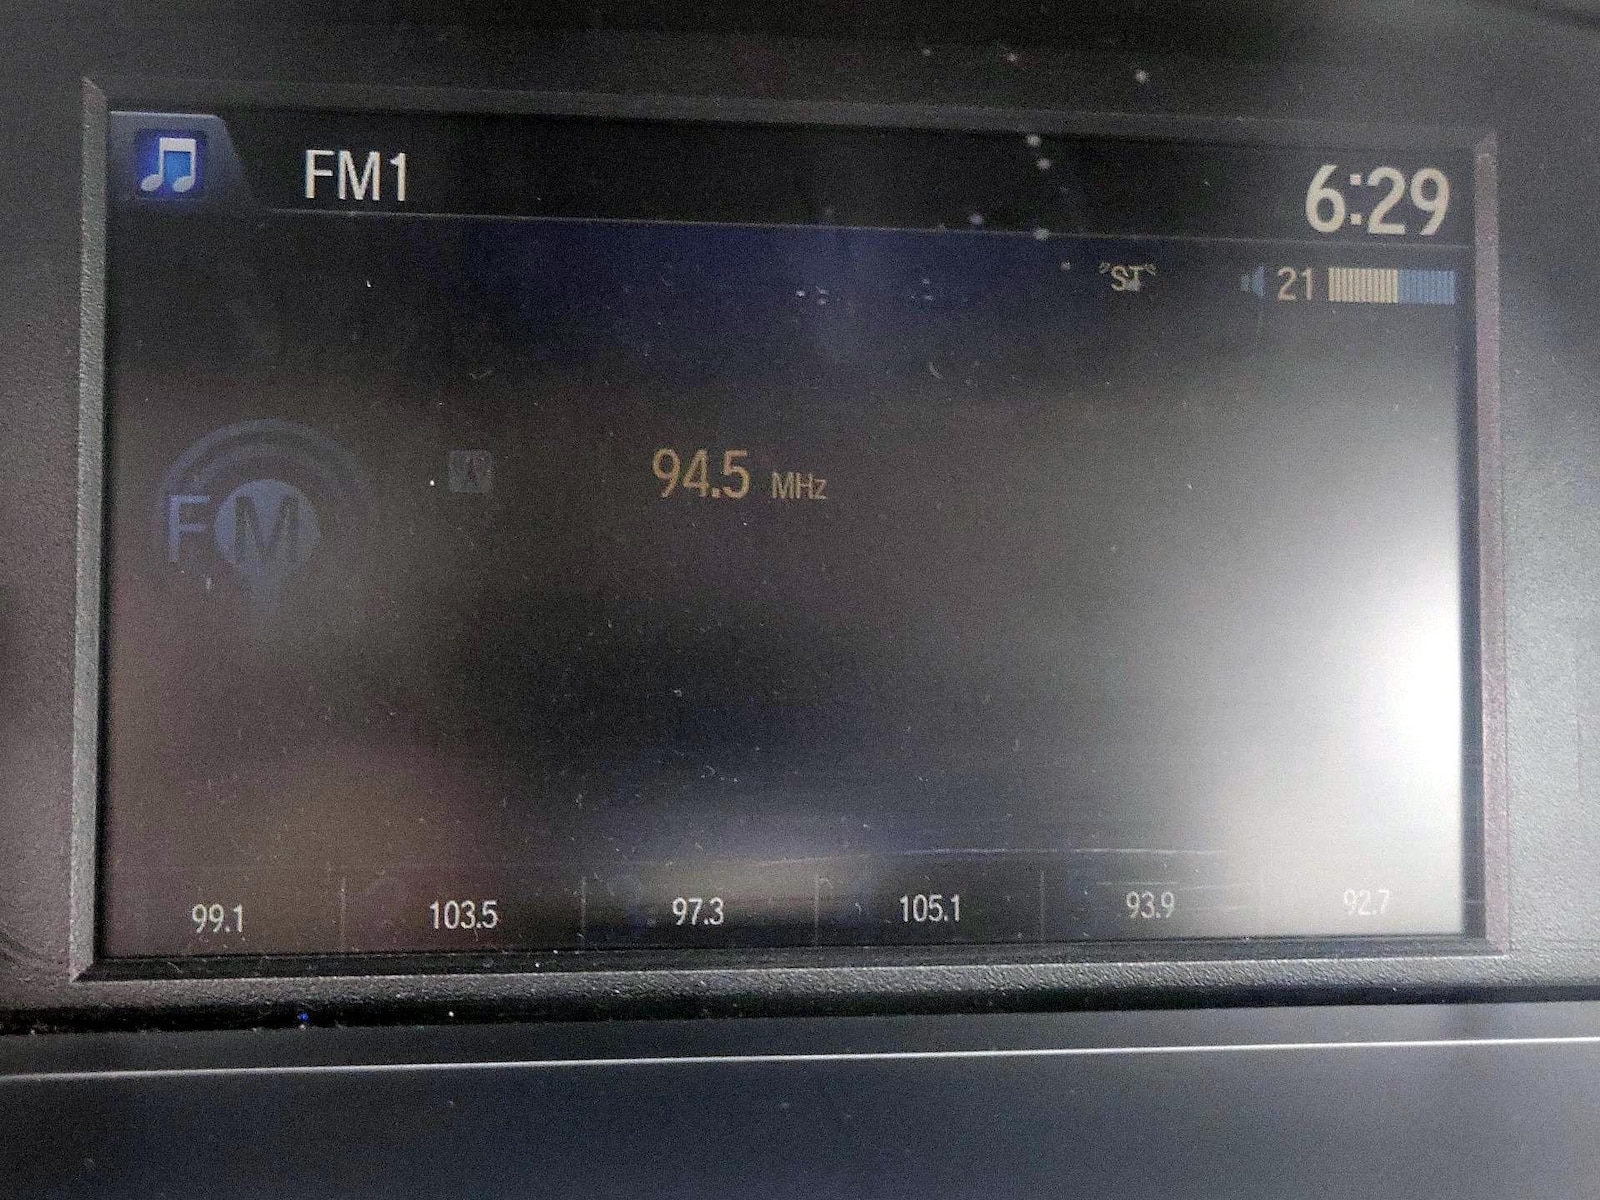 FM1 6:29
ST 21
FM 94.5 MHz
99.1 103.5 97.3 105.1 93.9 92.7